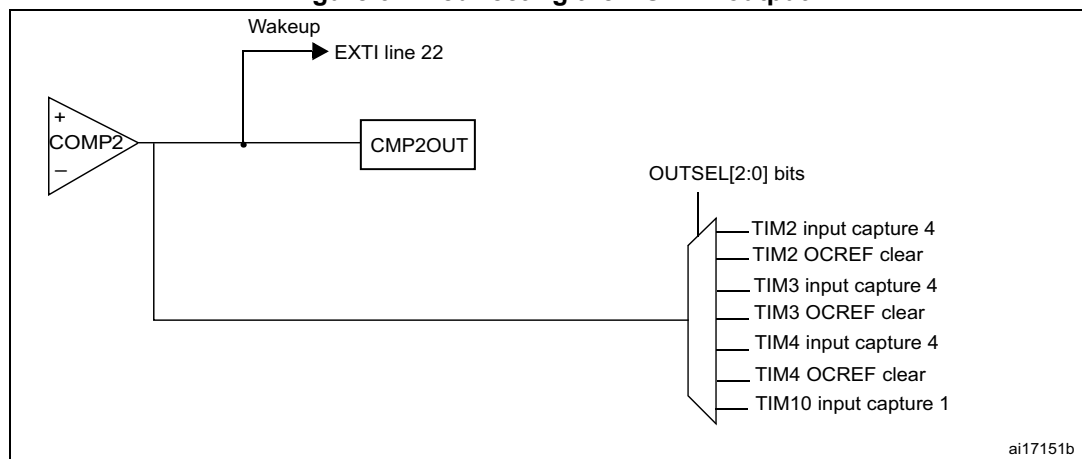 Wakeup
EXTI line 22
+
COMP2
–
CMP2OUT
OUTSEL[2:0] bits
TIM2 input capture 4
TIM2 OCREF clear
TIM3 input capture 4
TIM3 OCREF clear
TIM4 input capture 4
TIM4 OCREF clear
TIM10 input capture 1
ai17151b